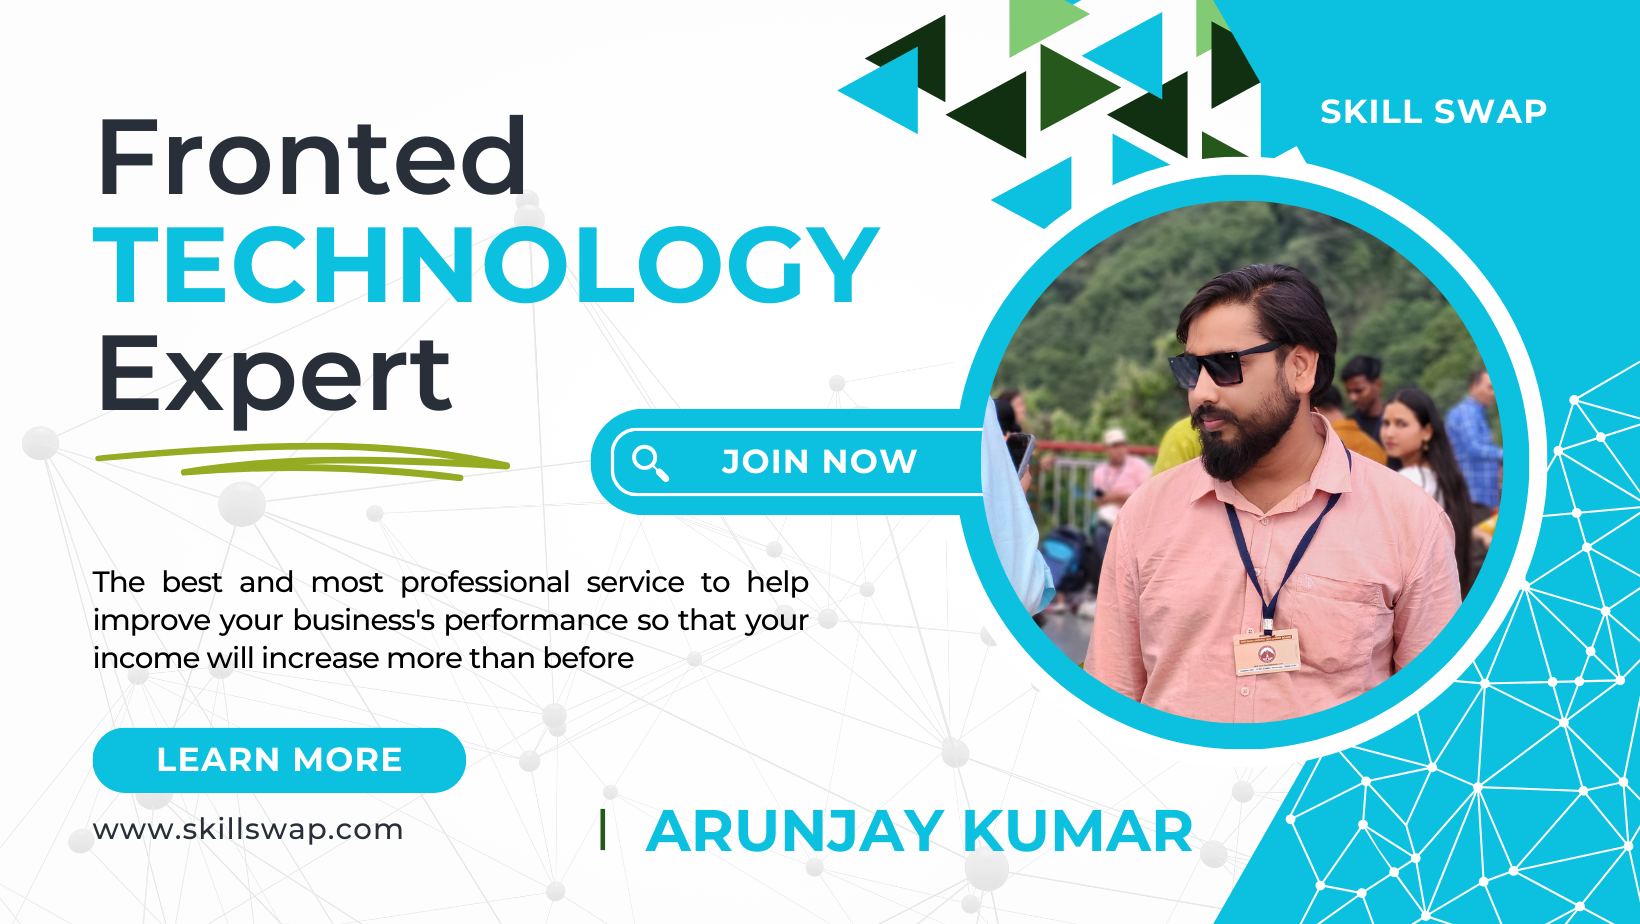 SKILL SWAP
Fronted
TECHNOLOGY
Expert
JOIN NOW
The best and most professional service to help
improve your business's performance so that your
income will increase more than before
LEARN MORE
www.skillswap.com
ARUNJAY KUMAR